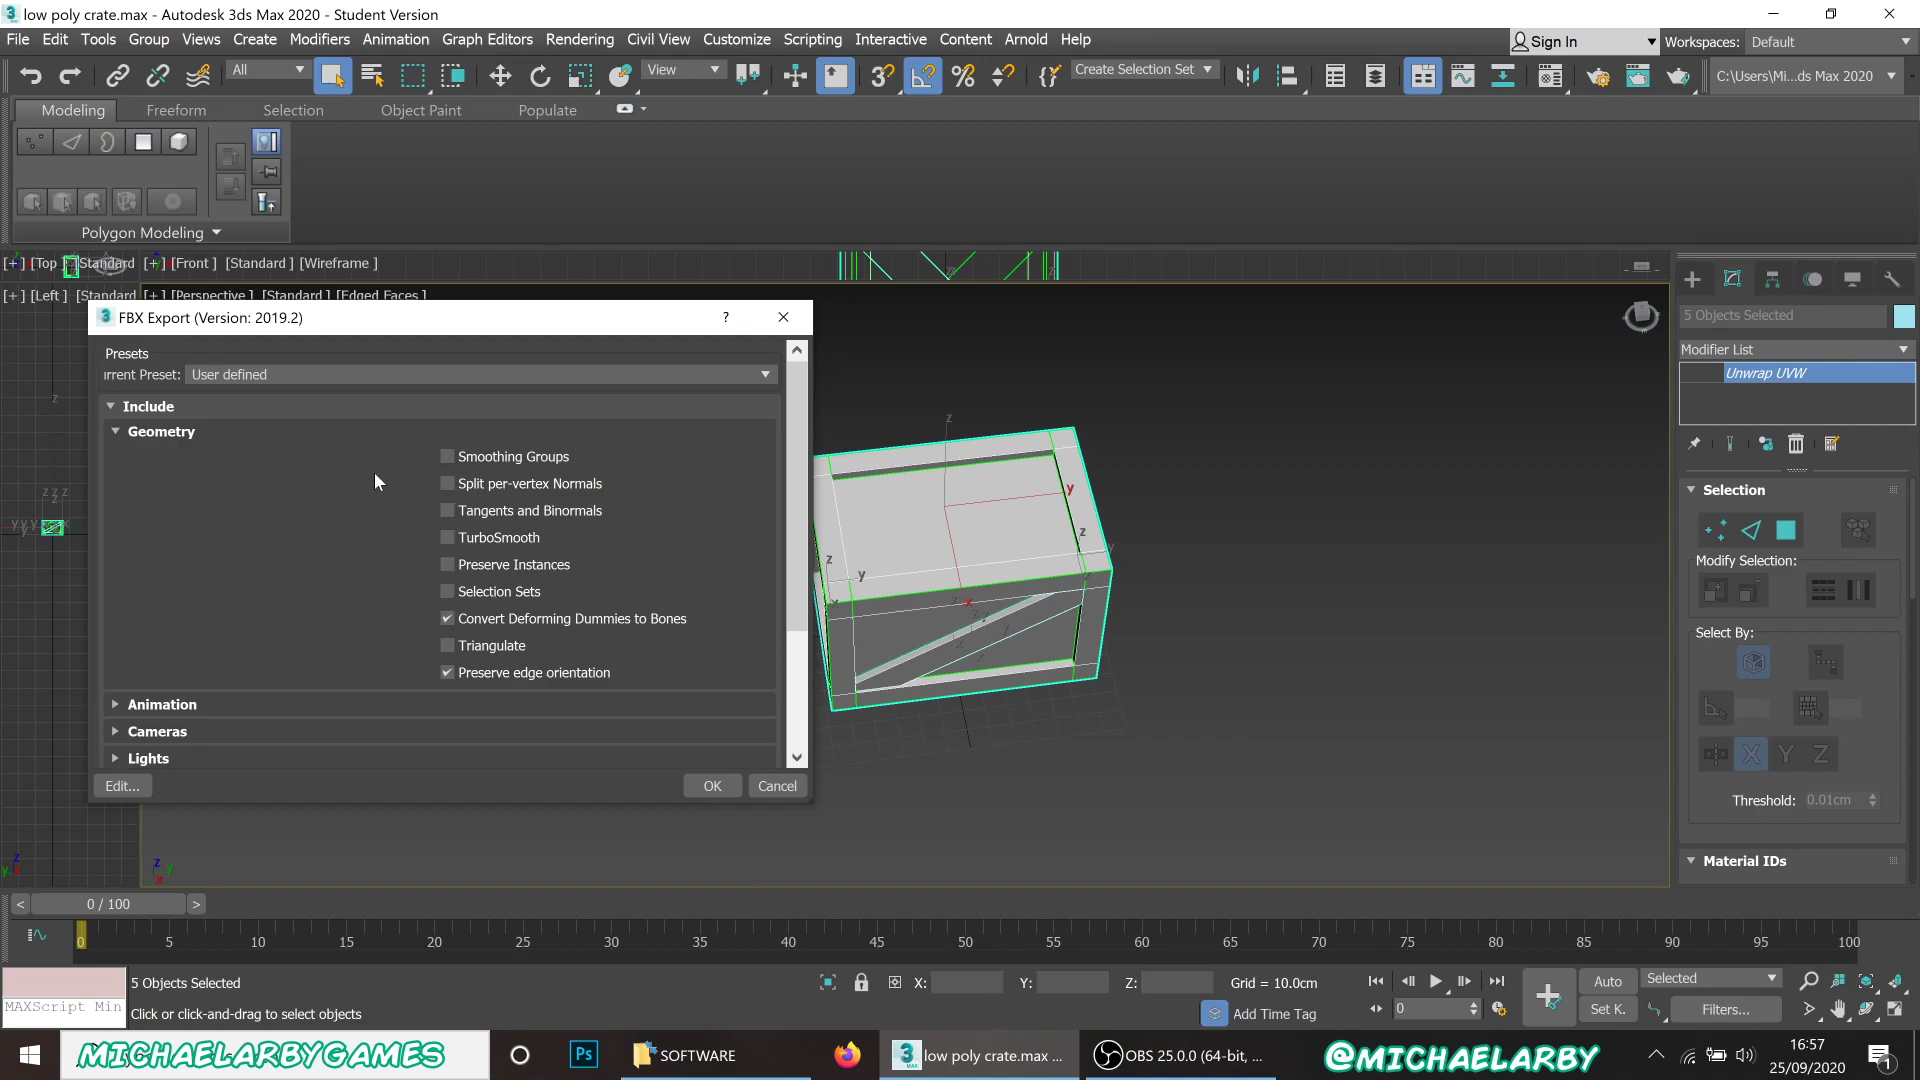 low poly crate.max - Autodesk 3ds Max 2020 - Student Version
File Edit Tools Group Views Create Modifiers Animation Graph Editors Rendering Civil View Customize Scripting Interactive Content Arnold Help
Sign In
Workspaces: Default
All
View
Create Selection Set
C:\Users\Mi...ds Max 2020
Modeling Freeform Selection Object Paint Populate
Polygon Modeling
[+] [Top] [Standard [+] [Front ] [Standard ] [Wireframe ]
[+] [Left ] [Standard [+] [Perspective ] [Standard ] [Edged Faces ]
FBX Export (Version: 2019.2)
?
Presets
urrent Preset: User defined
Include
Geometry
Smoothing Groups
Split per-vertex Normals
Tangents and Binormals
TurboSmooth
Preserve Instances
Selection Sets
Convert Deforming Dummies to Bones
Triangulate
Preserve edge orientation
Animation
Cameras
Lights
Edit...
OK
Cancel
5 Objects Selected
Modifier List
Unwrap UVW
Selection
Modify Selection:
Select By:
X Y Z
Threshold: 0.01cm
Material IDs
< 0 / 100 >
0 5 10 15 20 25 30 35 40 45 50 55 60 65 70 75 80 85 90 95 100
5 Objects Selected
X: Y: Z: Grid = 10.0cm
Auto
Selected
MAXScript Min
Click or click-and-drag to select objects
Add Time Tag
0
Set K.
Filters...
MICHAELARBYGAMES
Ps
SOFTWARE
low poly crate.max ...
OBS 25.0.0 (64-bit, ...
@MICHAELARBY
16:57
25/09/2020
1